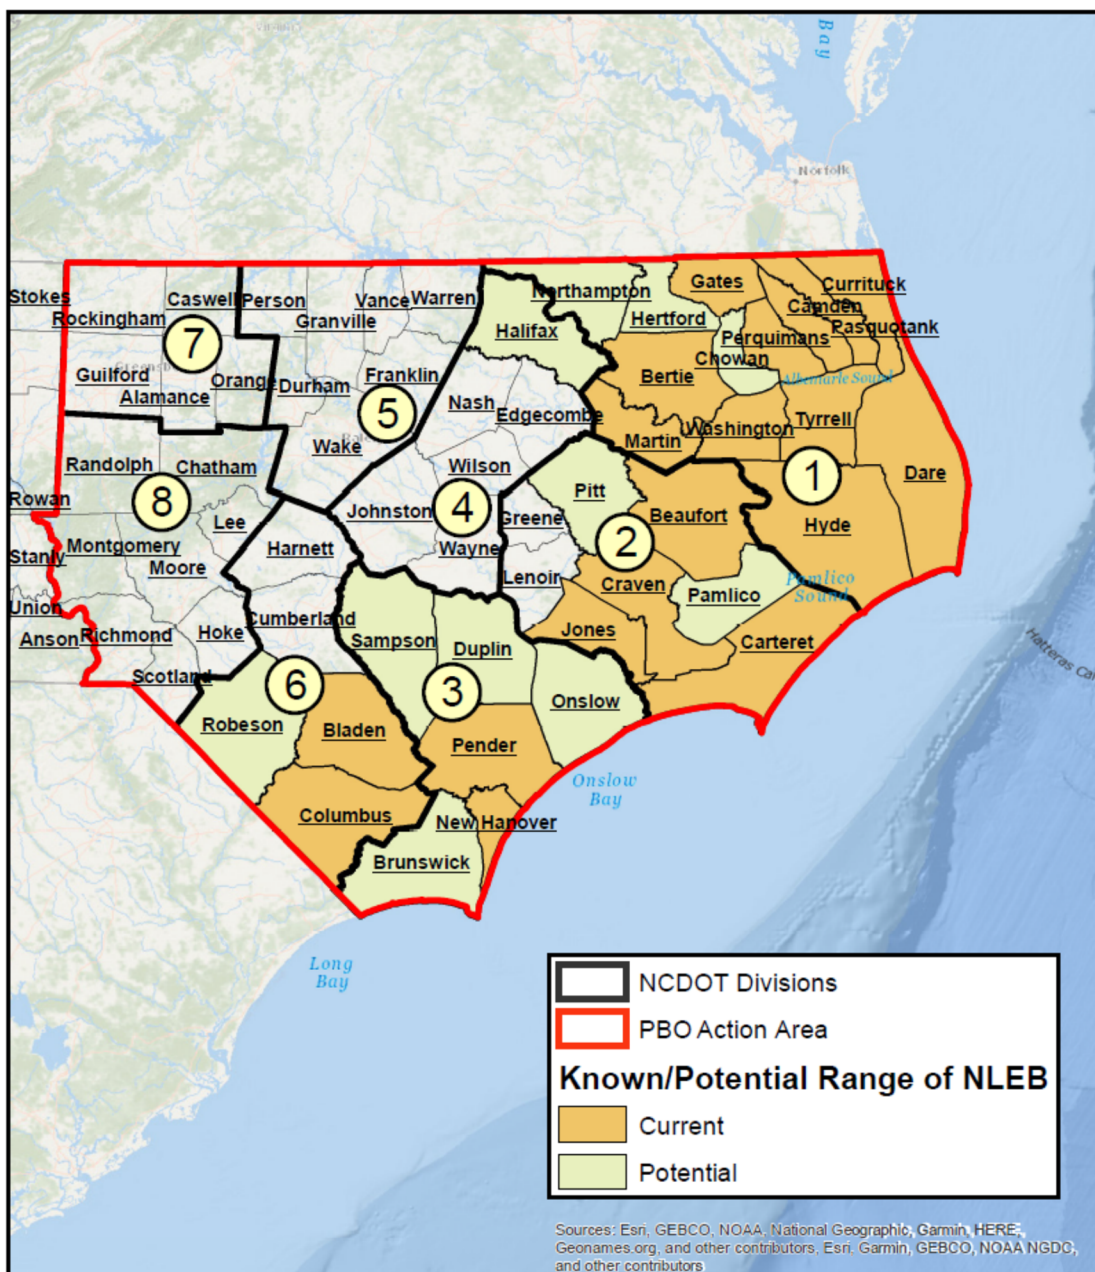 Bay
Norfolk
Stokes
Rockingham
Caswell
Person
Granville
Vance
Warren
Northampton
Halifax
Hertford
Gates
Currituck
Camden
Pasquotank
Perquimans
Chowan
Bertie
Albemarle Sound
7
Guilford
Alamance
Orange
Durham
Franklin
5
Nash
Edgecombe
Martin
Washington
Tyrrell
Wake
Wilson
Randolph
Chatham
8
Rowan
Lee
Johnston
4
Greene
Pitt
2
Beaufort
1
Hyde
Dare
Stanly
Montgomery
Moore
Harnett
Wayne
Lenoir
Craven
Pamlico
Pamlico
Sound
Union
Anson
Richmond
Hoke
Cumberland
Sampson
Duplin
Jones
Carteret
Scotland
6
3
Onslow
Robeson
Bladen
Pender
Onslow
Bay
Columbus
New Hanover
Brunswick
Long
Bay
NCDOT Divisions
PBO Action Area
Known/Potential Range of NLEB
Current
Potential
Sources: Esri, GEBCO, NOAA, National Geographic, Garmin, HERE,
Geonames.org, and other contributors, Esri, Garmin, GEBCO, NOAA NGDC,
and other contributors